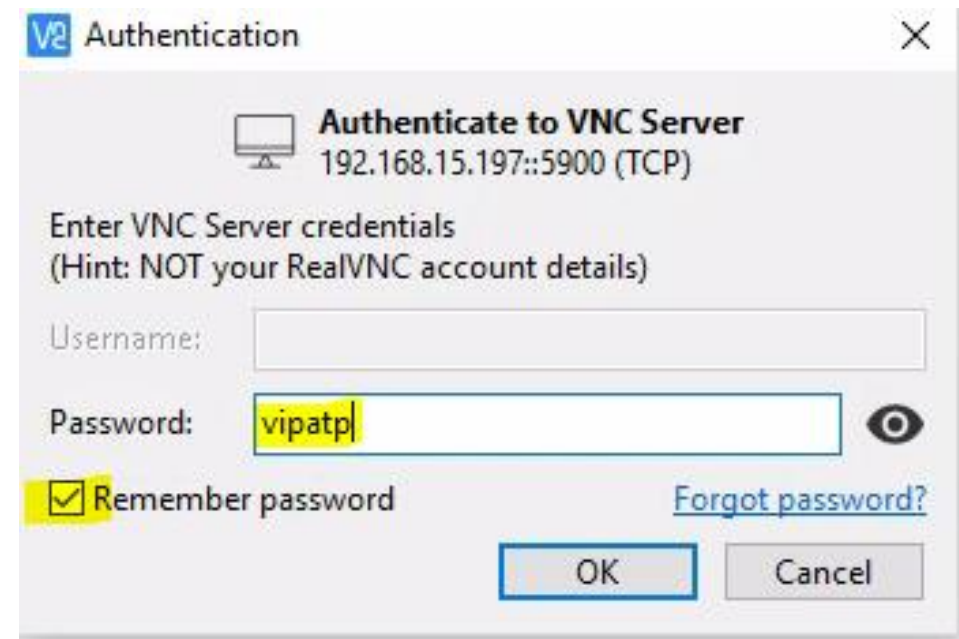 V2 Authentication
Authenticate to VNC Server
192.168.15.197::5900 (TCP)
Enter VNC Server credentials
(Hint: NOT your RealVNC account details)
Username:
Password: vipatp
Remember password Forgot password?
OK Cancel